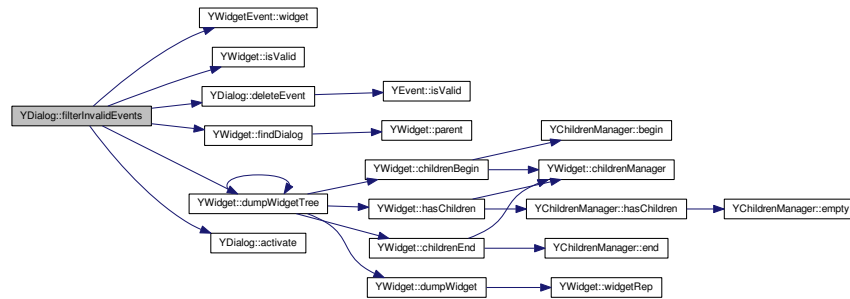 YDialog::filterInvalidEvents
YWidgetEvent::widget
YWidget::isValid
YDialog::deleteEvent
YEvent::isValid
YWidget::findDialog
YWidget::parent
YWidget::dumpWidgetTree
YDialog::activate
YWidget::childrenBegin
YWidget::hasChildren
YWidget::childrenEnd
YWidget::dumpWidget
YChildrenManager::begin
YWidget::childrenManager
YChildrenManager::hasChildren
YChildrenManager::empty
YChildrenManager::end
YWidget::widgetRep